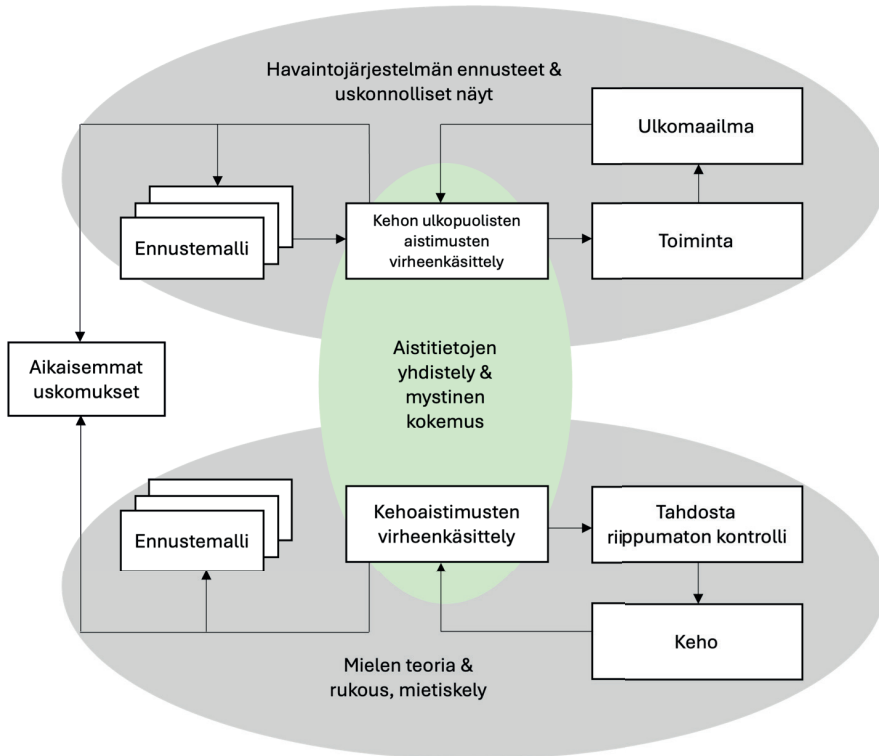 Havaintojärjestelmän ennusteet &
uskonnolliset näyt
Ulkomaailma
Ennustemalli
Kehon ulkopuolisten
aistimusten
virheenkäsittely
Toiminta
Aikaisemmat
uskomukset
Aistitietojen
yhdistely &
mystinen
kokemus
Ennustemalli
Kehoaistimusten
virheenkäsittely
Tahdosta
riippumaton kontrolli
Keho
Mielen teoria &
rukous, mietiskely